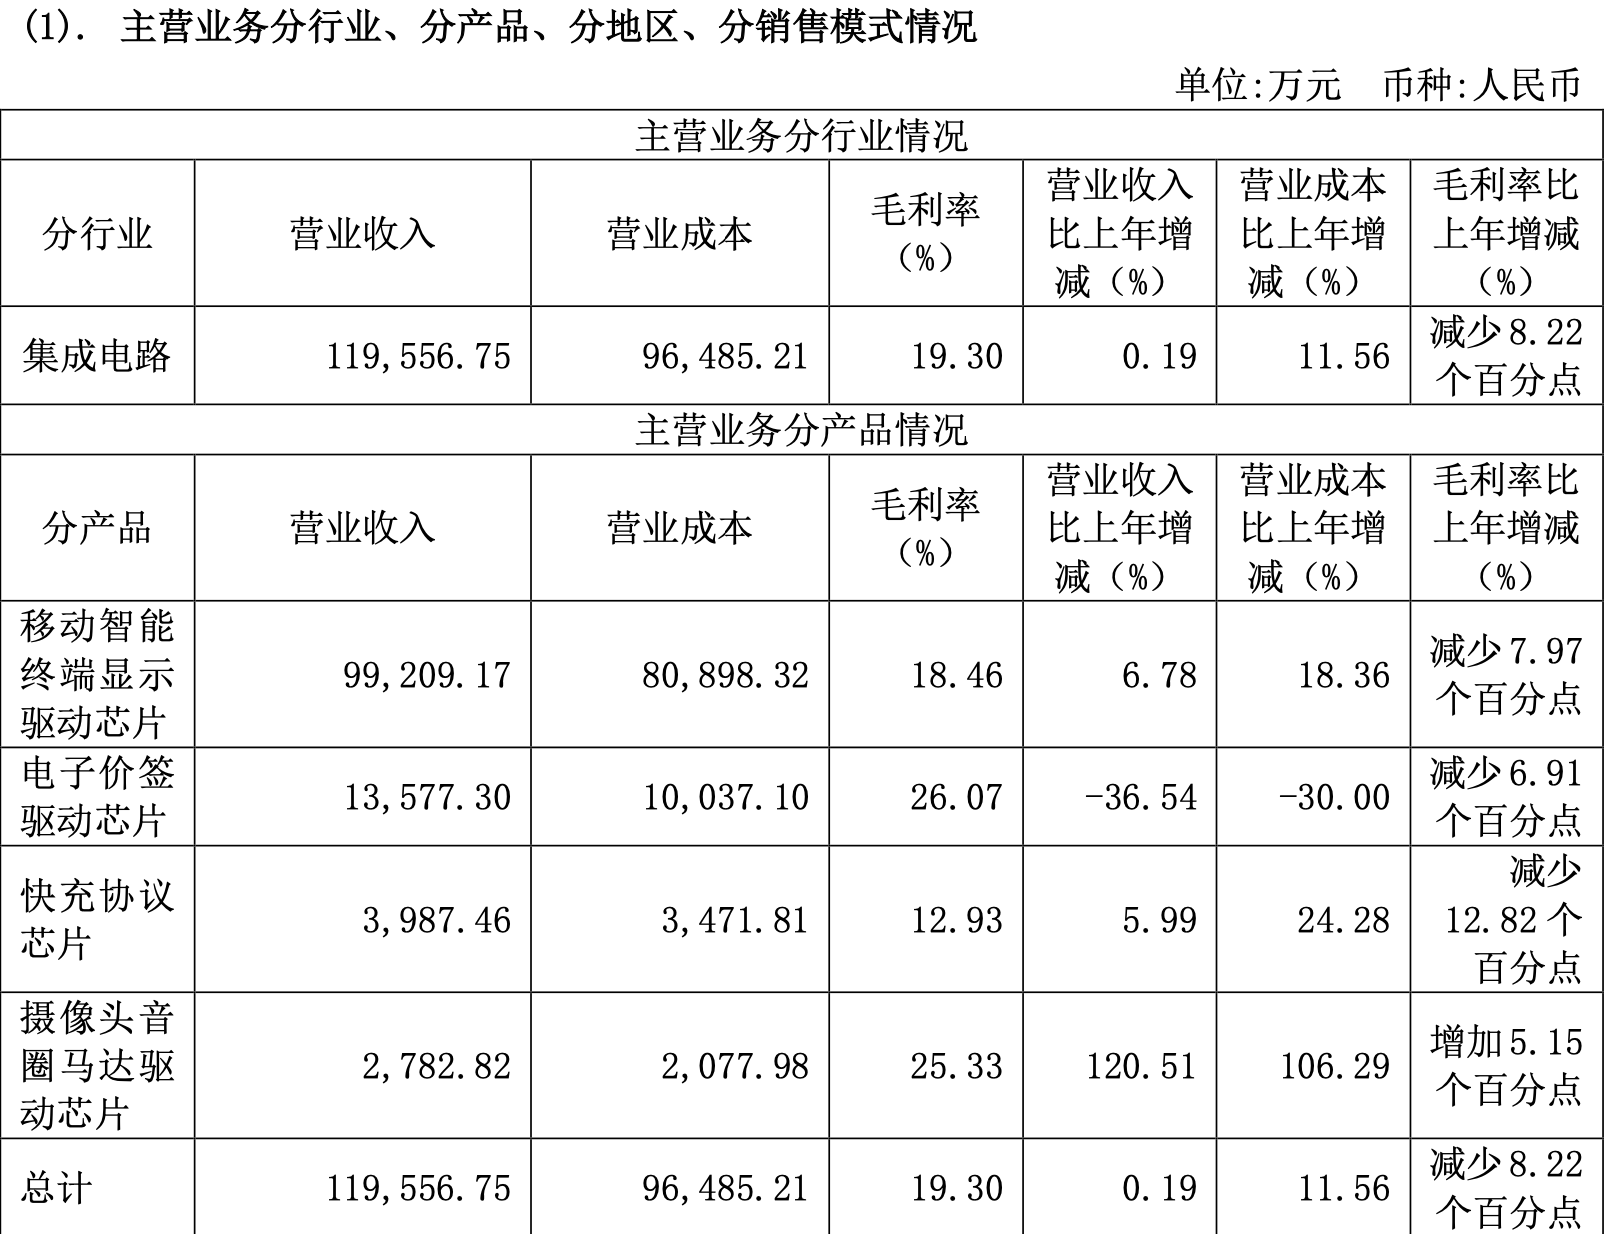 (1). 主营业务分行业、分产品、分地区、分销售模式情况
单位:万元 币种:人民币
主营业务分行业情况
分行业 营业收入 营业成本 毛利率（%） 营业收入比上年增减（%） 营业成本比上年增减（%） 毛利率比上年增减（%）
集成电路 119,556.75 96,485.21 19.30 0.19 11.56 减少8.22个百分点
主营业务分产品情况
分产品 营业收入 营业成本 毛利率（%） 营业收入比上年增减（%） 营业成本比上年增减（%） 毛利率比上年增减（%）
移动智能终端显示驱动芯片 99,209.17 80,898.32 18.46 6.78 18.36 减少7.97个百分点
电子价签驱动芯片 13,577.30 10,037.10 26.07 -36.54 -30.00 减少6.91个百分点
快充协议芯片 3,987.46 3,471.81 12.93 5.99 24.28 减少12.82个百分点
摄像头音圈马达驱动芯片 2,782.82 2,077.98 25.33 120.51 106.29 增加5.15个百分点
总计 119,556.75 96,485.21 19.30 0.19 11.56 减少8.22个百分点